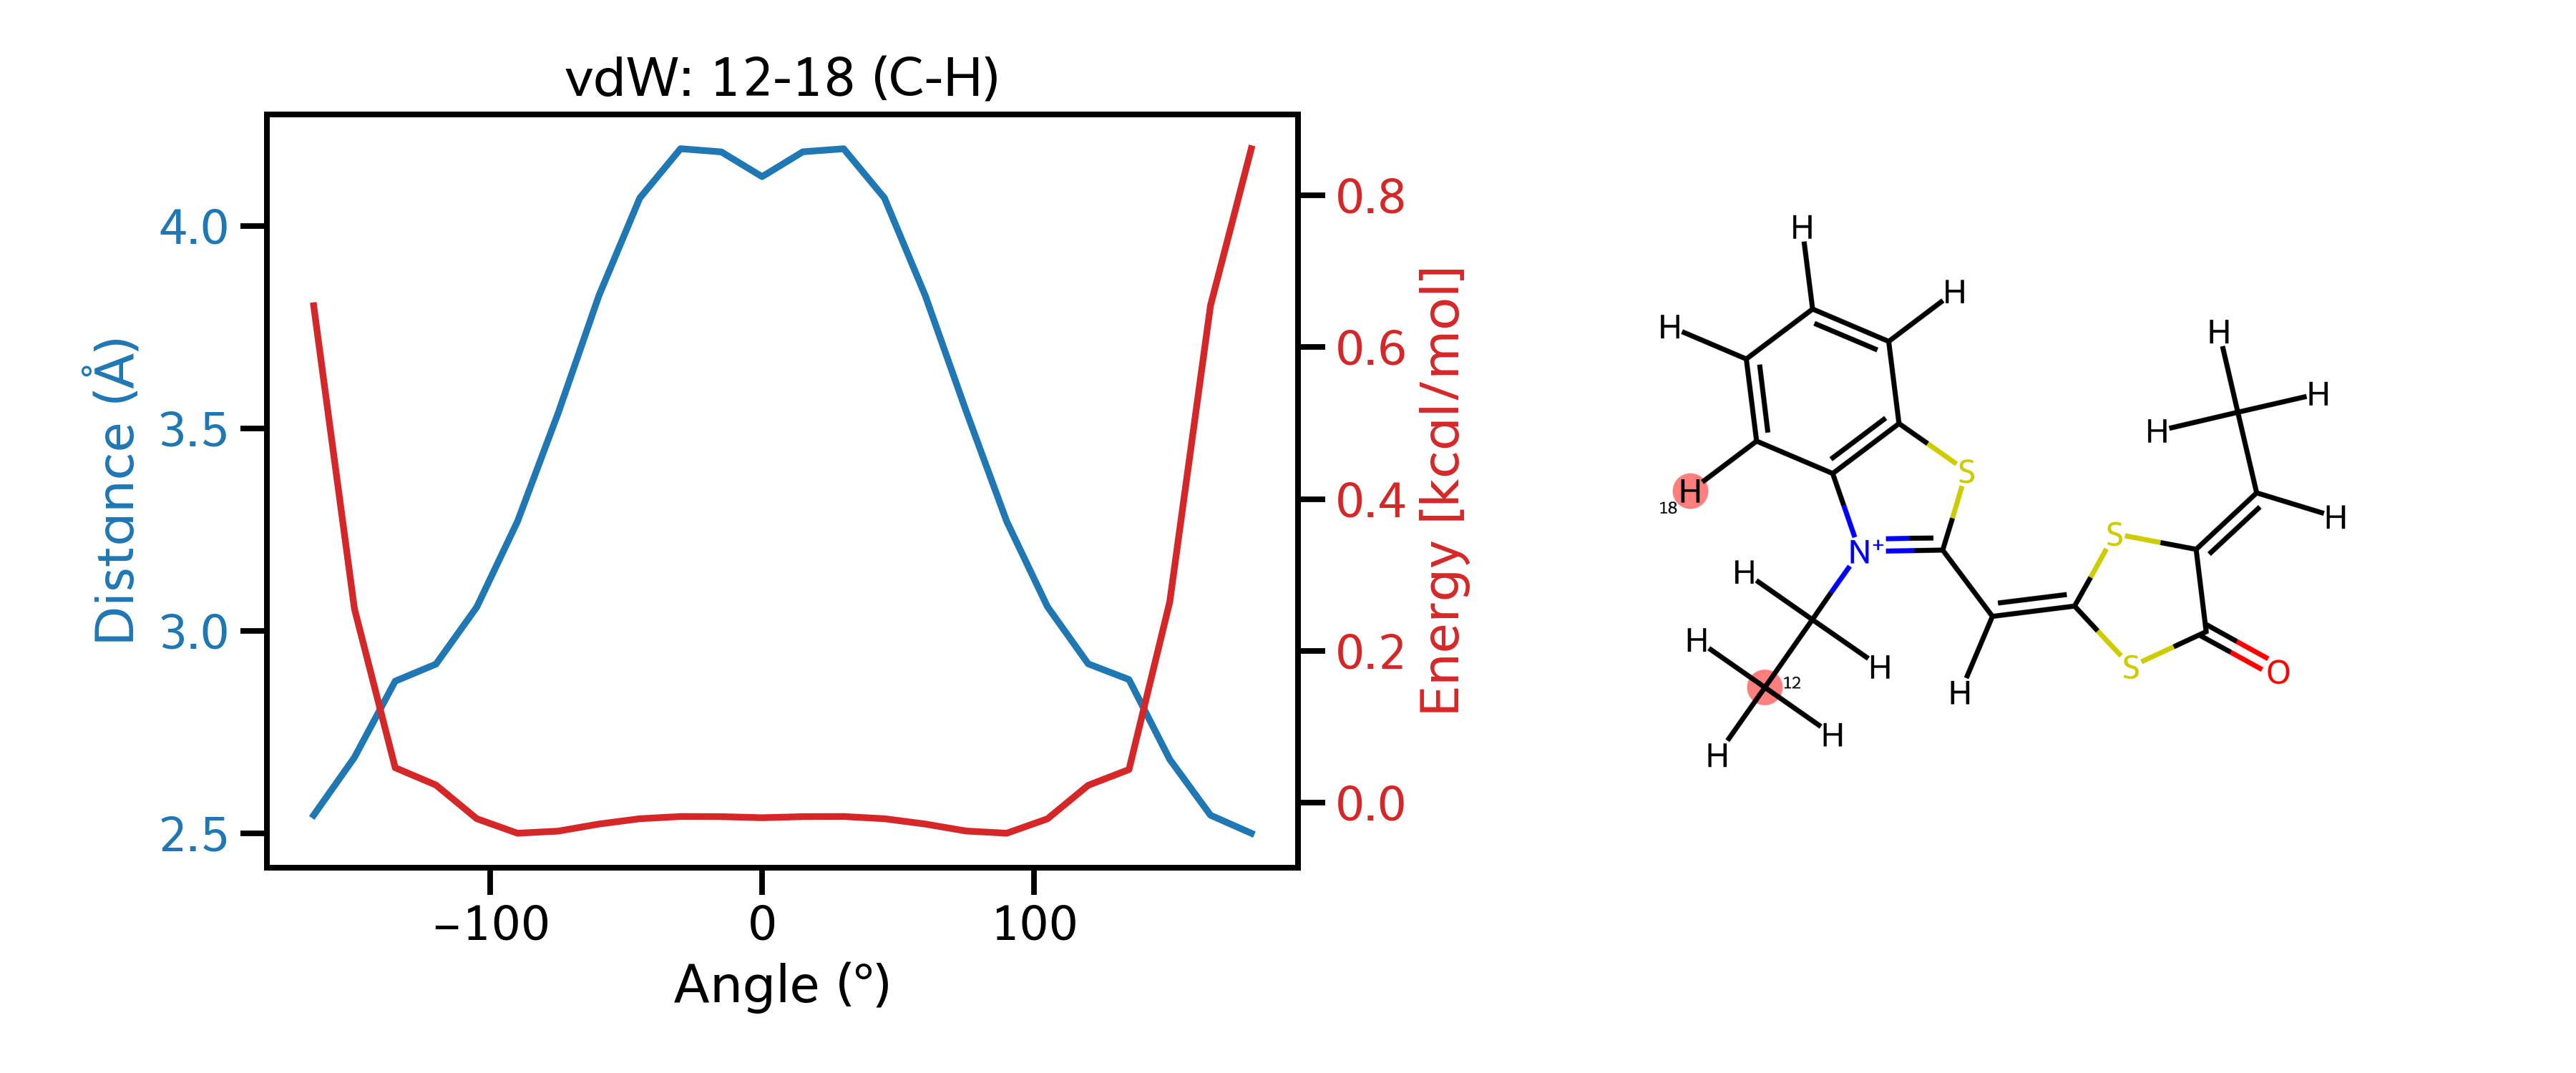 vdW: 12-18 (C-H)
Distance (Å)
4.0
3.5
3.0
2.5
−100
0
100
Angle (°)
0.8
0.6
0.4
0.2
0.0
Energy [kcal/mol]
H
H
H
H
H
H
H
S
H
18
H
S
N+
H
H
H
S
O
12
H
H
H
H